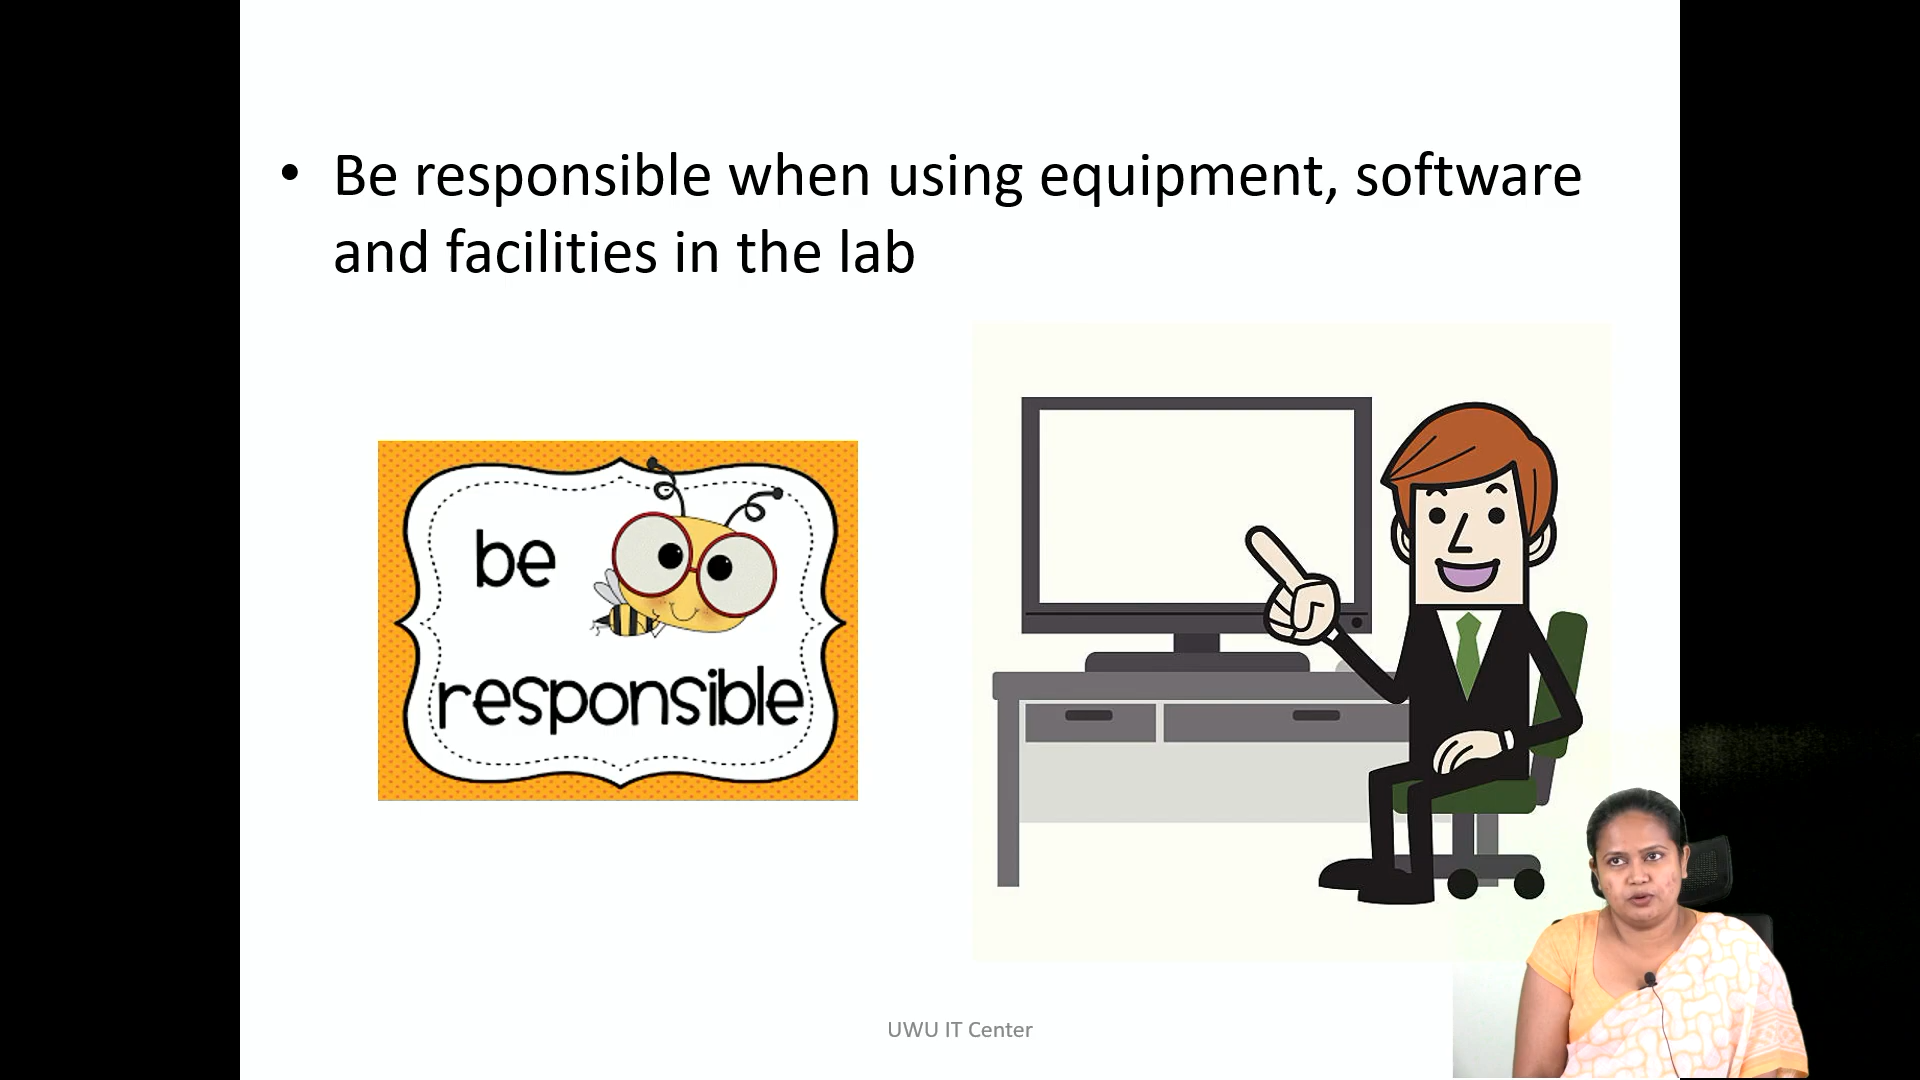 • Be responsible when using equipment, software
and facilities in the lab
be
responsible
UWU IT Center